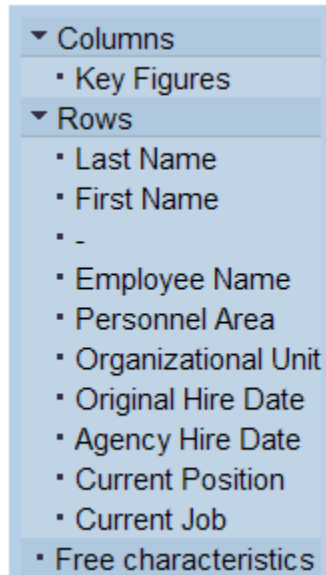 Columns
Key Figures
Rows
Last Name
First Name
-
Employee Name
Personnel Area
Organizational Unit
Original Hire Date
Agency Hire Date
Current Position
Current Job
Free characteristics